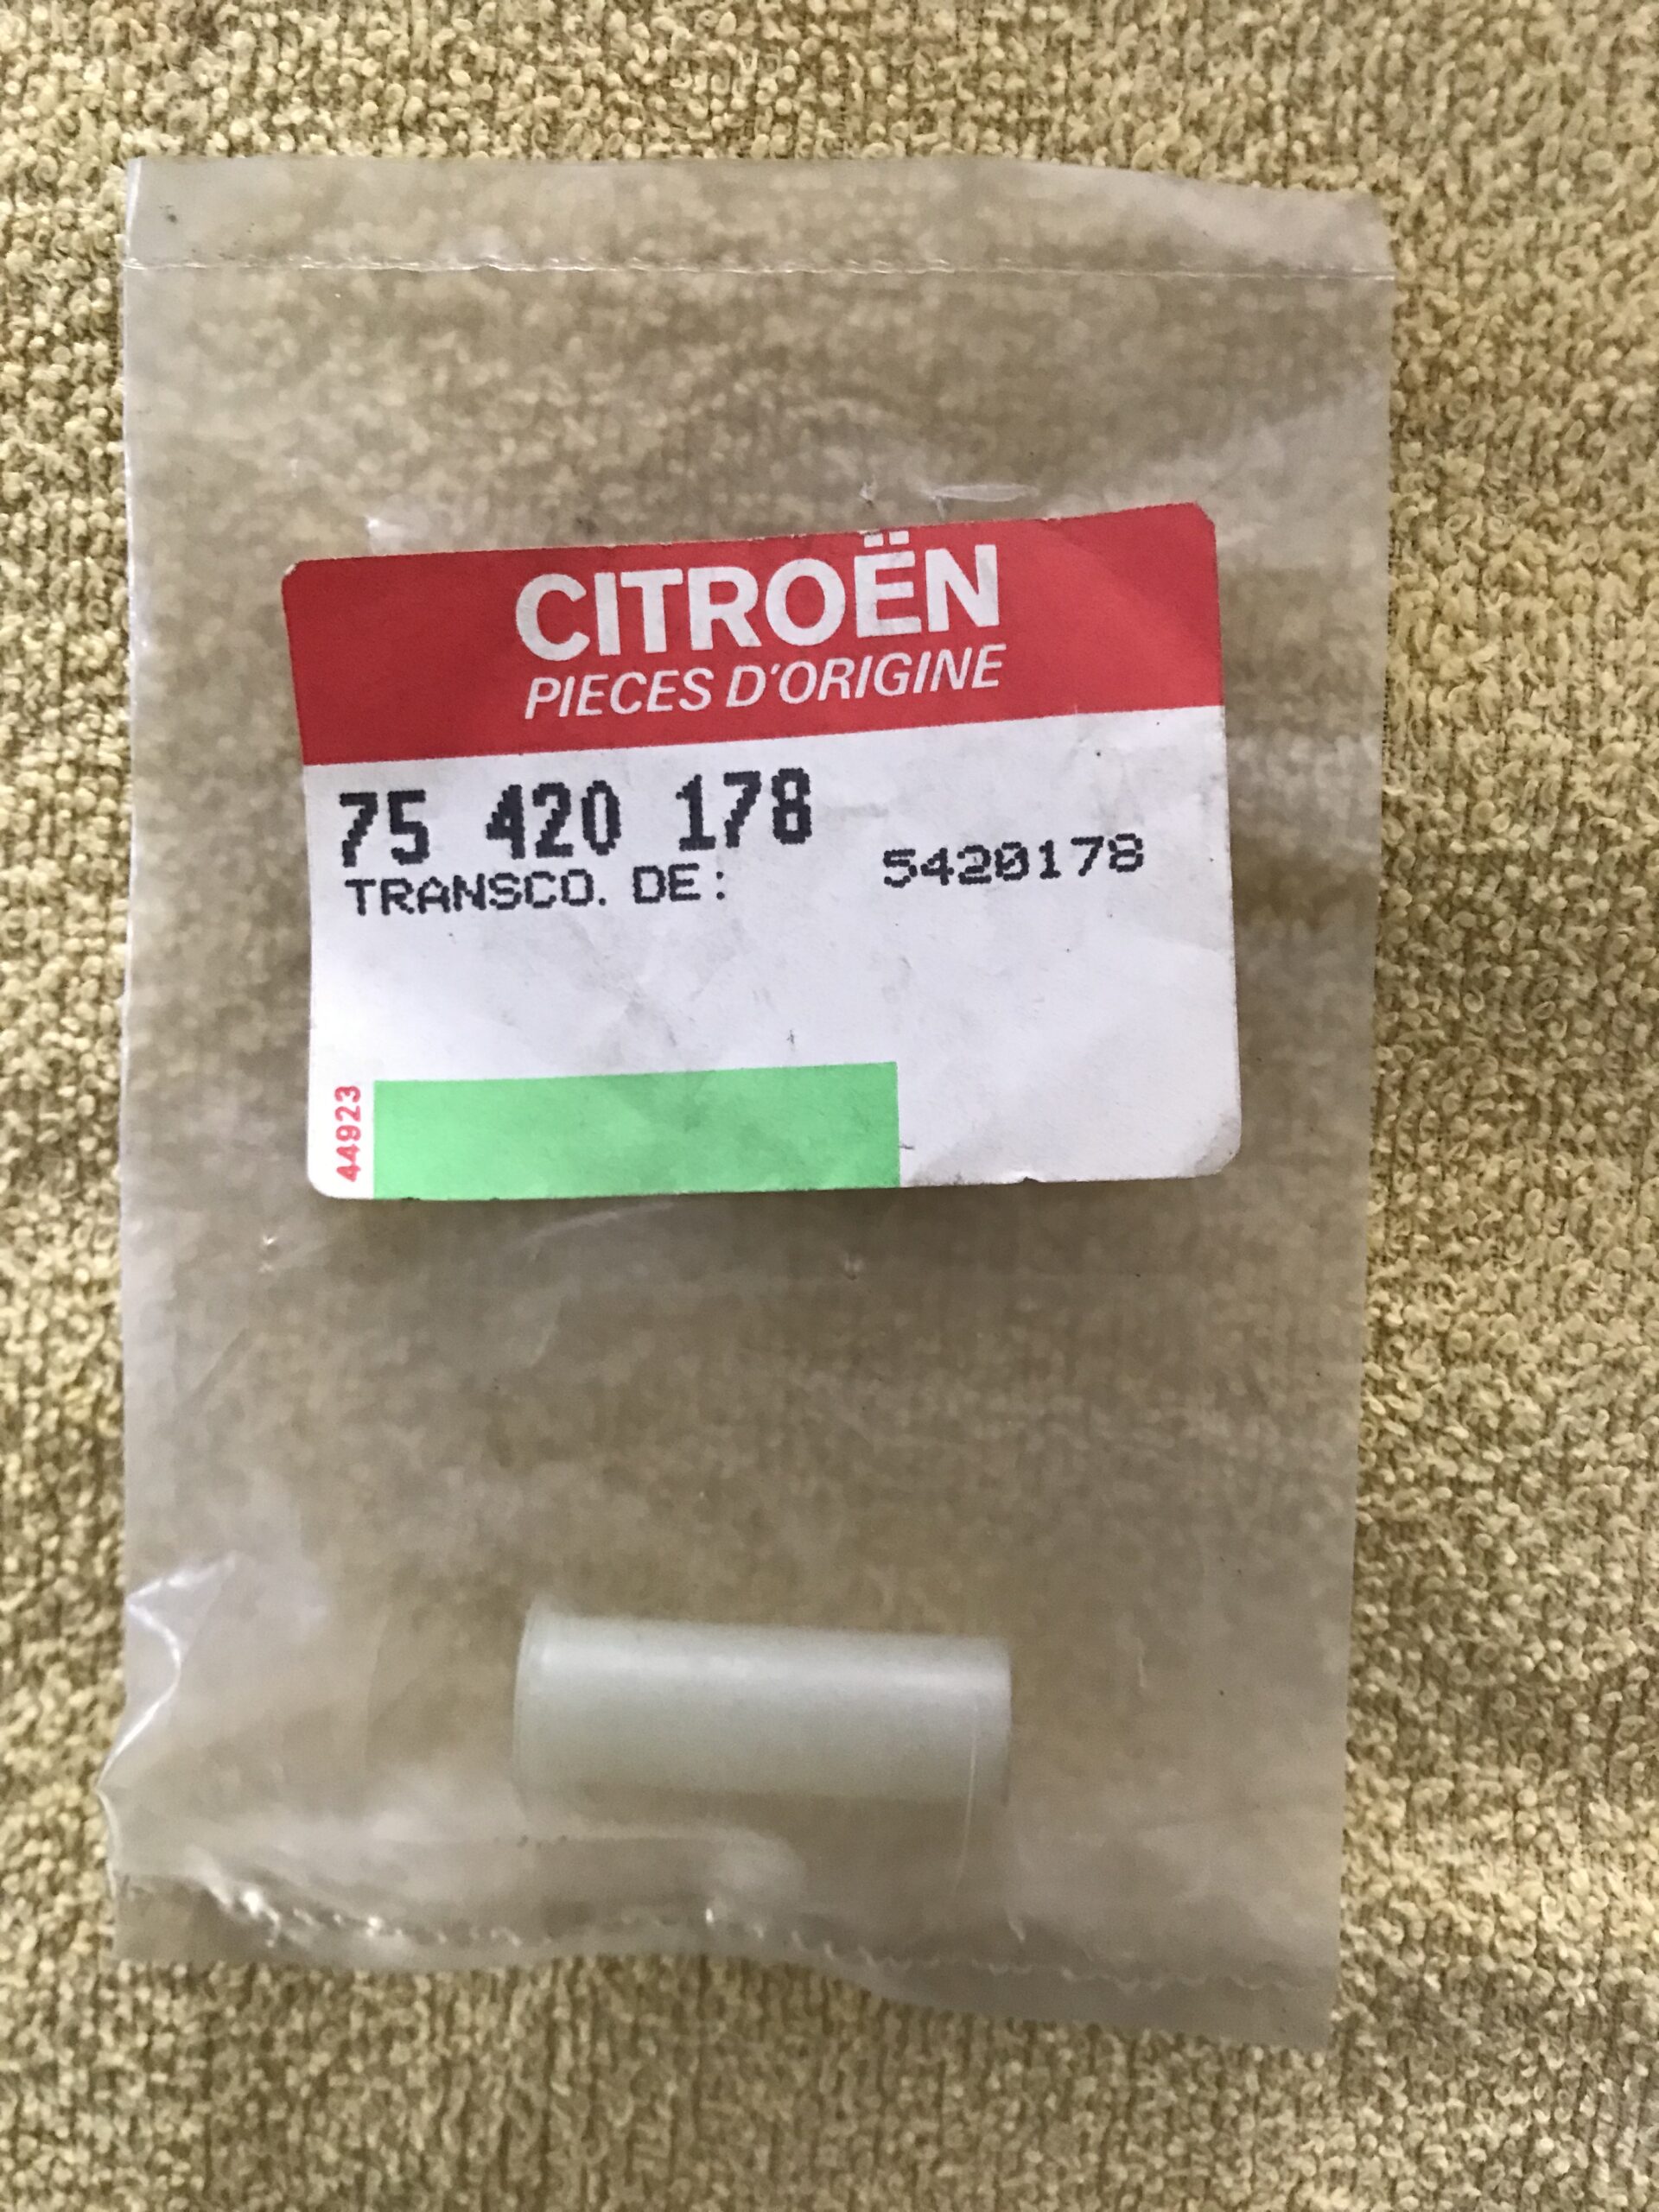 CITROËN
PIECES D'ORIGINE
75 420 178
TRANSCO. DE: 5420178
44923